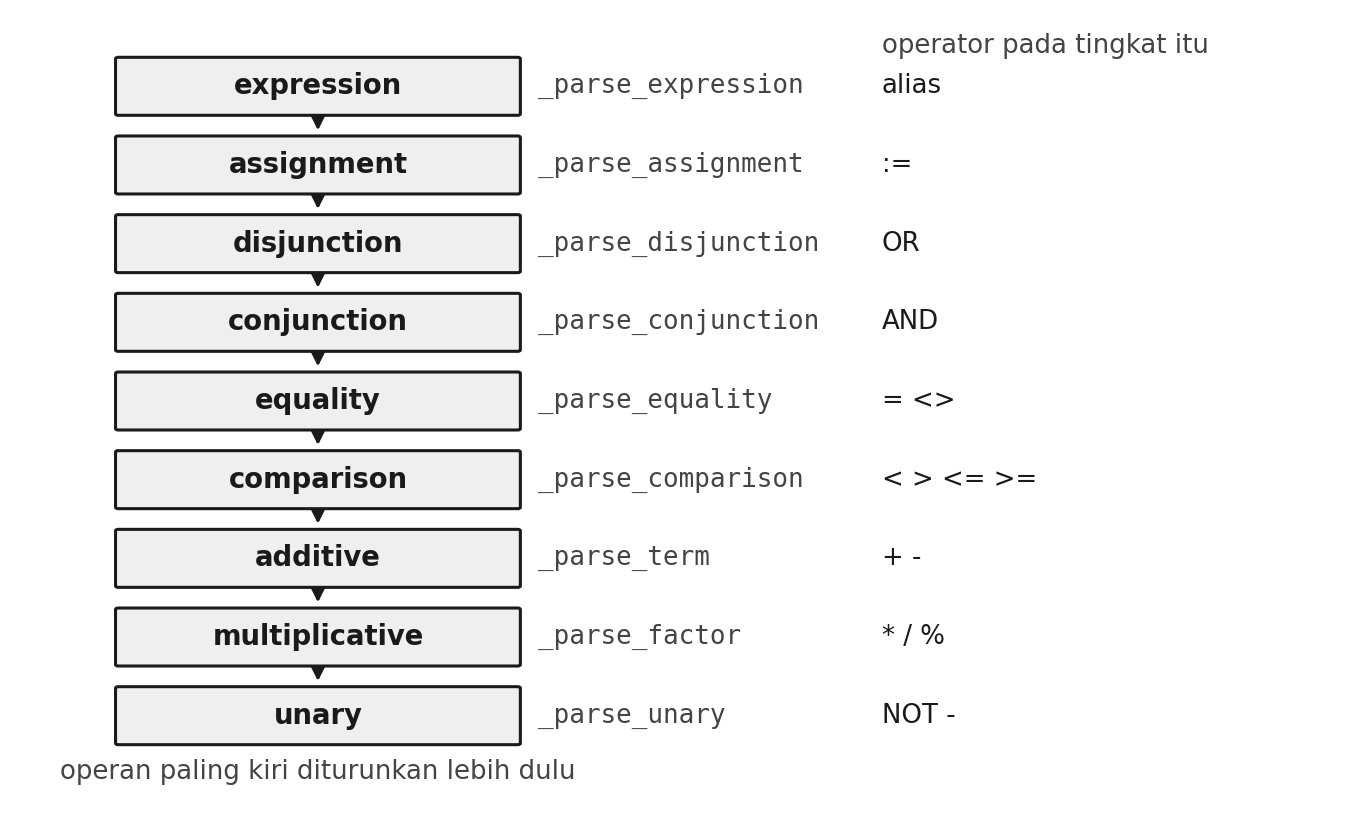 operator pada tingkat itu
expression _parse_expression alias
assignment _parse_assignment :=
disjunction _parse_disjunction OR
conjunction _parse_conjunction AND
equality _parse_equality = <>
comparison _parse_comparison < > <= >=
additive _parse_term + -
multiplicative _parse_factor * / %
unary _parse_unary NOT -
operan paling kiri diturunkan lebih dulu